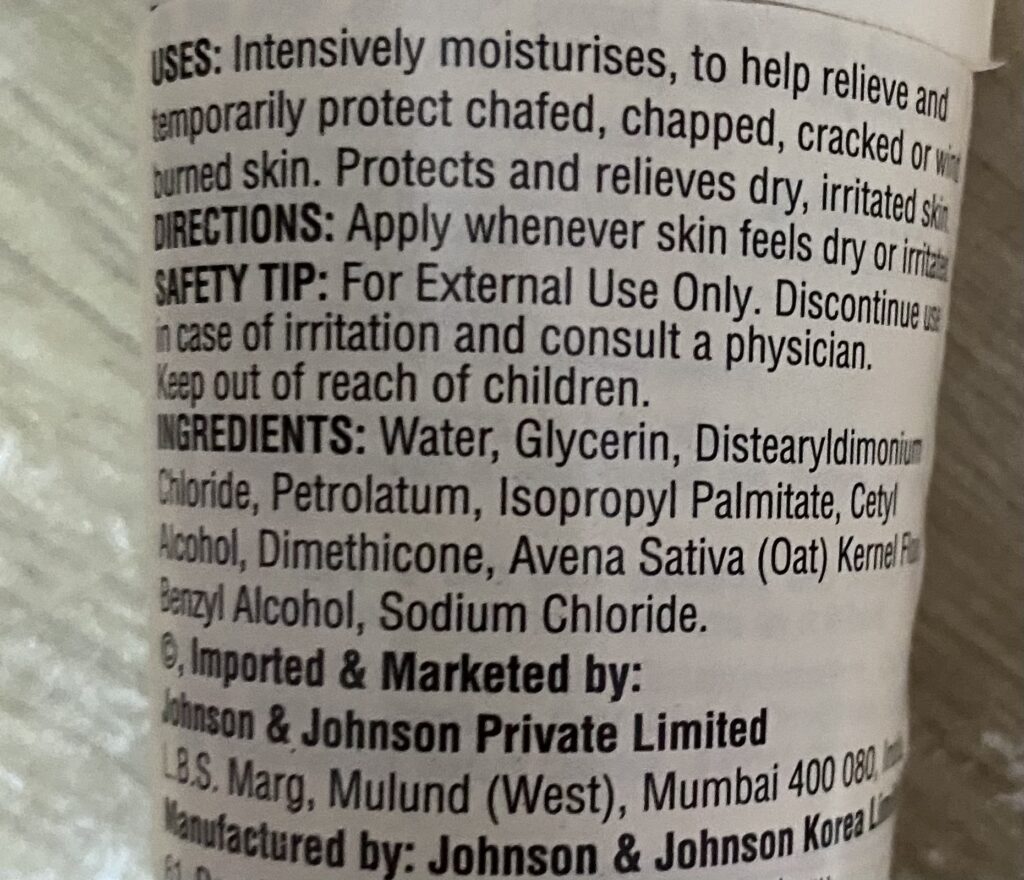 USES: Intensively moisturises, to help relieve and
temporarily protect chafed, chapped, cracked or wind
burned skin. Protects and relieves dry, irritated skin.
DIRECTIONS: Apply whenever skin feels dry or irritated.
SAFETY TIP: For External Use Only. Discontinue use
in case of irritation and consult a physician.
Keep out of reach of children.
INGREDIENTS: Water, Glycerin, Distearyldimonium
Chloride, Petrolatum, Isopropyl Palmitate, Cetyl
Alcohol, Dimethicone, Avena Sativa (Oat) Kernel
Benzyl Alcohol, Sodium Chloride.
©, Imported & Marketed by:
Johnson & Johnson Private Limited
L.B.S. Marg, Mulund (West), Mumbai 400 080,
Manufactured by: Johnson & Johnson Korea